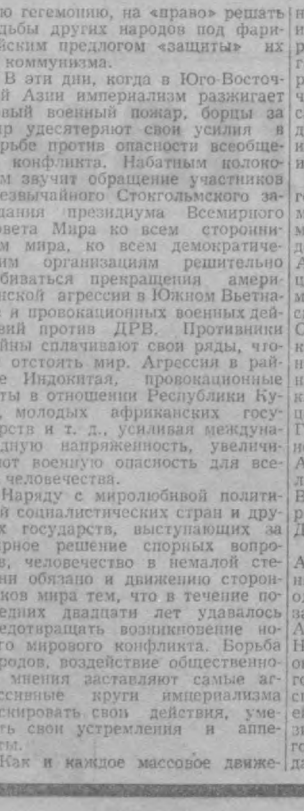 ю гегемонию, на «право» решать
дьбы других народов под фари-
йским предлогом «защиты» их
коммунизма.
В эти дни, когда в Юго-Восточ-
й Азии империализм разжигает
вый военный пожар, борцы за
ир удесятеряют свои усилия в
рьбе против опасности всеобще-
конфликта. Набатным колоко-
м звучит обращение участников
езвычайного Стокгольмского за-
дания президиума Всемирного
овета Мира ко всем сторонни-
м мира, ко всем демократиче-
им организациям решительно
биваться прекращения амери-
нской агрессии в Южном Вьетна-
и провокационных военных дей-
вий против ДРВ. Противники
йны сплачивают свои ряды, что-
отстоять мир. Агрессия в рай-
е Индокитая, провокационные
ты в отношении Республики Ку-
, молодых африканских госу-
рств и т. д., усиливая междуна-
дную напряженность, увеличи-
ют военную опасность для все-
человечества.
Наряду с миролюбивой полити-
й социалистических стран и дру-
х государств, выступающих за
рное решение спорных вопро-
в, человечество в немалой сте-
ни обязано и движению сторон-
ков мира тем, что в течение по-
едних двадцати лет удавалось
едотвращать возникновение но-
го мирового конфликта. Борьба
родов, воздействие общественно-
мнения заставляют самые аг-
ссивные круги империализма
скировать свои действия, уме-
ть свои устремления и аппе-
ты.
Как и каждое массовое движе-